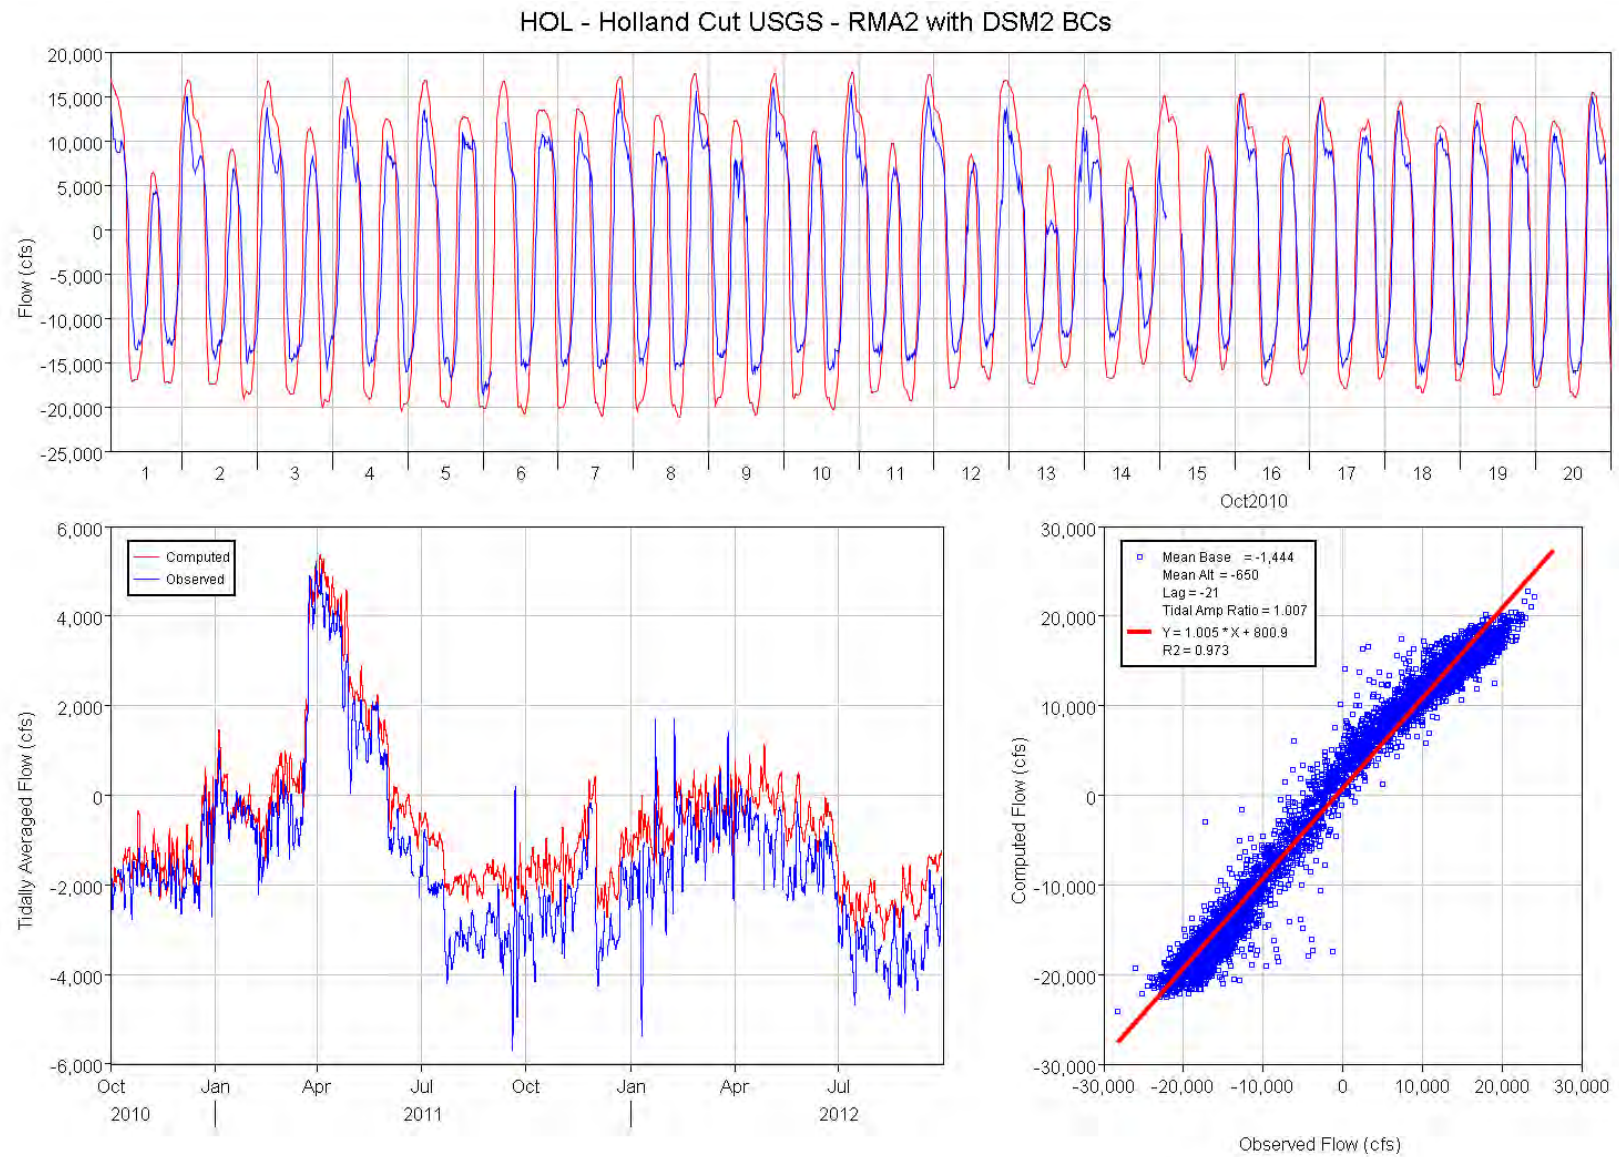 HOL - Holland Cut USGS - RMA2 with DSM2 BCs
20,000
15,000
10,000
5,000
0
-5,000
-10,000
-15,000
-20,000
-25,000
Flow (cfs)
1 2 3 4 5 6 7 8 9 10 11 12 13 14 15 16 17 18 19 20
Oct2010
6,000
4,000
2,000
0
-2,000
-4,000
-6,000
Tidally Averaged Flow (cfs)
Computed
Observed
Oct Jan Apr Jul Oct Jan Apr Jul
2010 2011 2012
30,000
20,000
10,000
0
-10,000
-20,000
-30,000
Computed Flow (cfs)
Mean Base = -1,444
Mean Alt = -650
Lag = -21
Tidal Amp Ratio = 1.007
Y = 1.005 * X + 800.9
R2 = 0.973
-30,000 -20,000 -10,000 0 10,000 20,000 30,000
Observed Flow (cfs)